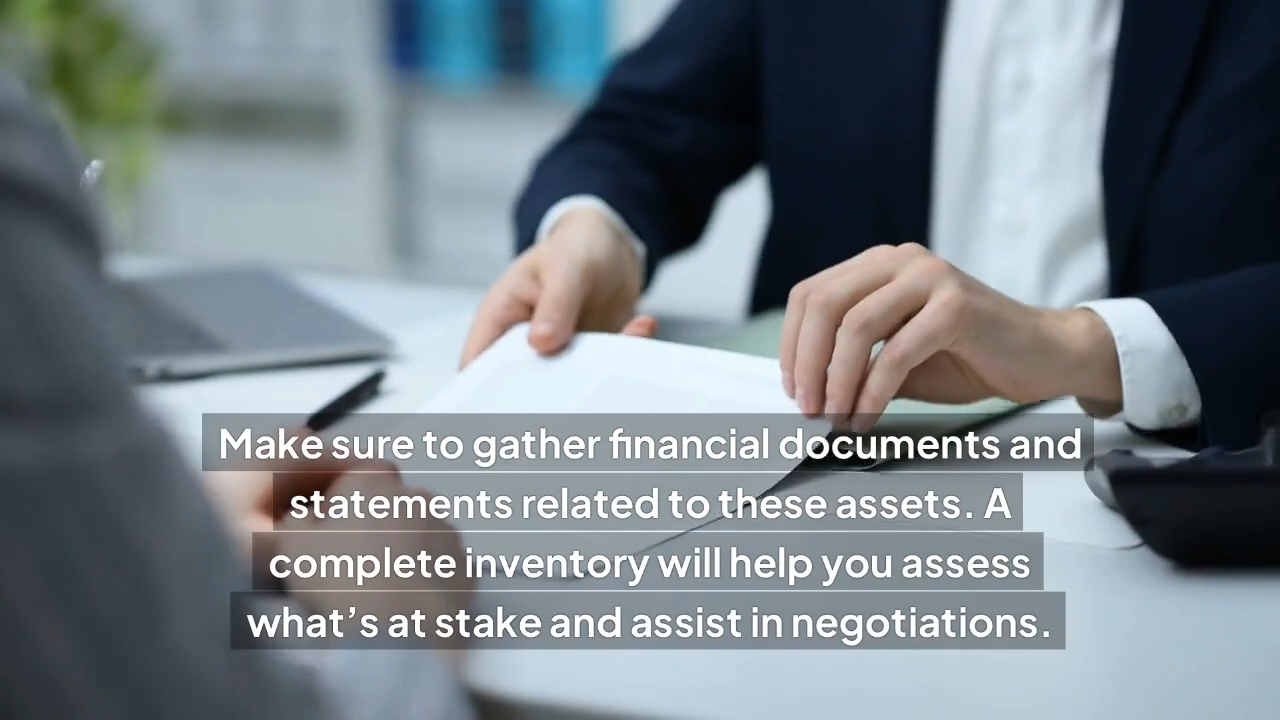 Make sure to gather financial documents and
statements related to these assets. A
complete inventory will help you assess
what’s at stake and assist in negotiations.